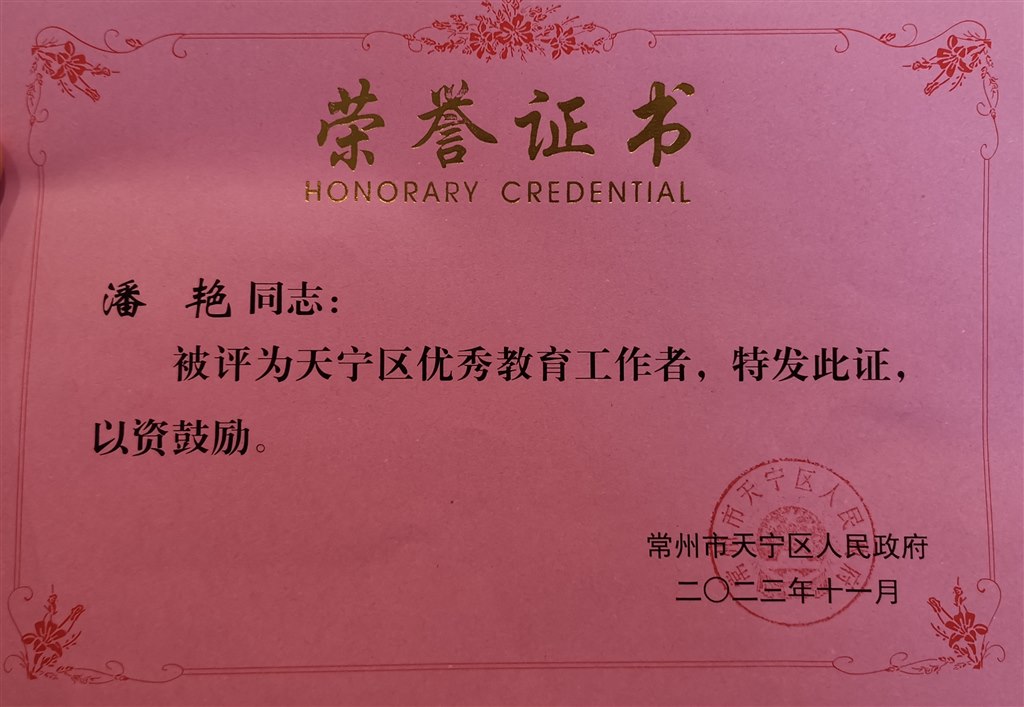 荣誉证书
HONORARY CREDENTIAL
潘 艳 同志：
被评为天宁区优秀教育工作者，特发此证，
以资鼓励。
常州市天宁区人民政府
二〇二三年十一月